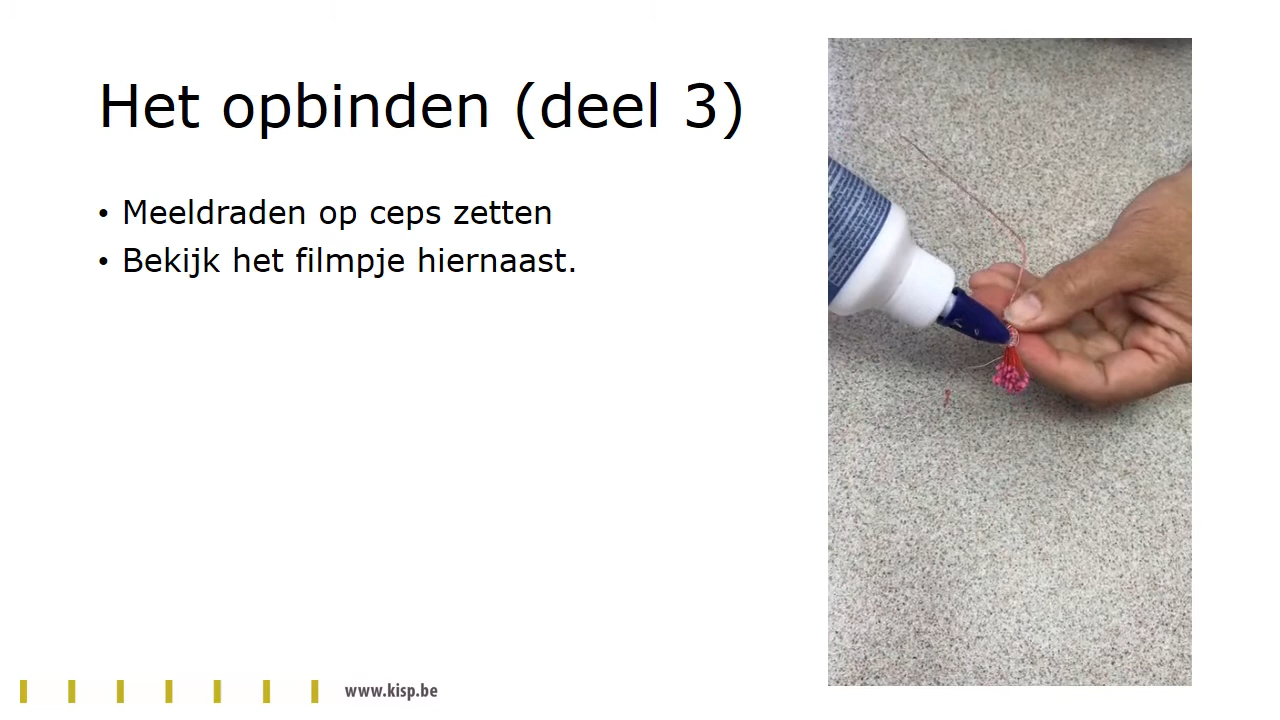 Het opbinden (deel 3)
• Meeldraden op ceps zetten
• Bekijk het filmpje hiernaast.
www.kisp.be